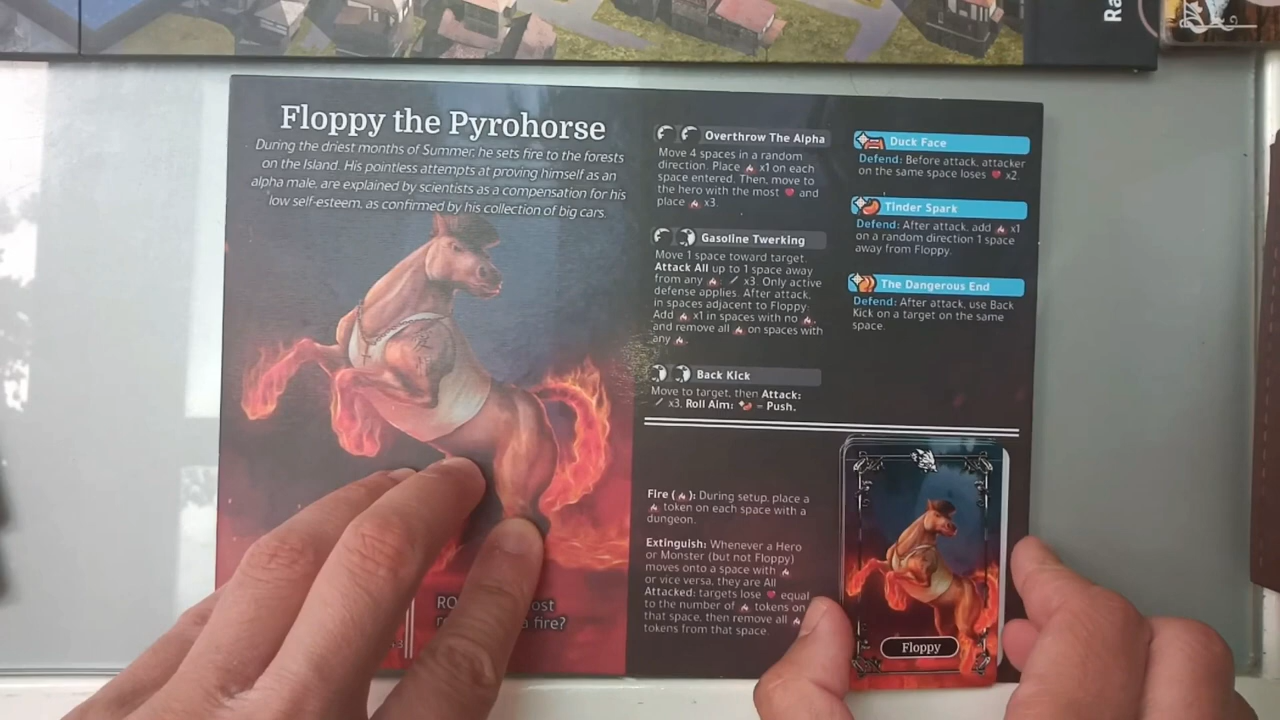 Ra
Floppy the Pyrohorse
During the driest months of Summer, he sets fire to the forests
on the Island. His pointless attempts at proving himself as an
alpha male, are explained by scientists as a compensation for his
low self-esteem, as confirmed by his collection of big cars.
RO ost
a fire?
Overthrow The Alpha
Move 4 spaces in a random
direction. Place x1 on each
space entered. Then, move to
the hero with the most and
place x3.
Gasoline Twerking
Move 1 space toward target.
Attack All up to 1 space away
from any : x3. Only active
defense applies. After attack,
in spaces adjacent to Floppy:
Add x1 in spaces with no ,
and remove all on spaces with
any .
Back Kick
Move to target, then Attack:
x3. Roll Aim: = Push.
Duck Face
Defend: Before attack, attacker
on the same space loses x2.
Tinder Spark
Defend: After attack, add x1
on a random direction 1 space
away from Floppy.
The Dangerous End
Defend: After attack, use Back
Kick on a target on the same
space.
Fire ( ): During setup, place a
token on each space with a
dungeon.
Extinguish: Whenever a Hero
or Monster (but not Floppy)
moves onto a space with
or vice versa, they are All
Attacked: targets lose equal
to the number of tokens on
that space, then remove all
tokens from that space.
Floppy